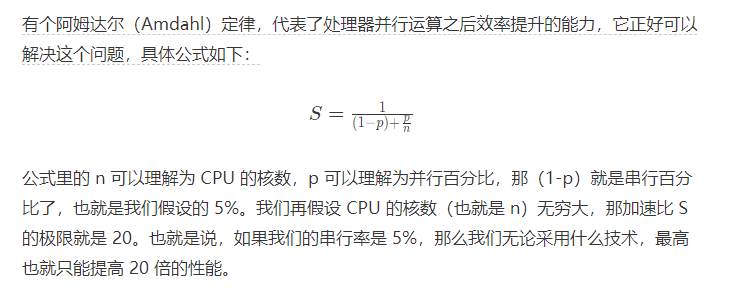 有个阿姆达尔（Amdahl）定律，代表了处理器并行运算之后效率提升的能力，它正好可以
解决这个问题，具体公式如下：
S = \frac{1}{(1-p)+\frac{p}{n}}
公式里的 n 可以理解为 CPU 的核数，p 可以理解为并行百分比，那（1-p）就是串行百分
比了，也就是我们假设的 5%。我们再假设 CPU 的核数（也就是 n）无穷大，那加速比 S
的极限就是 20。也就是说，如果我们的串行率是 5%，那么我们无论采用什么技术，最高
也就只能提高 20 倍的性能。